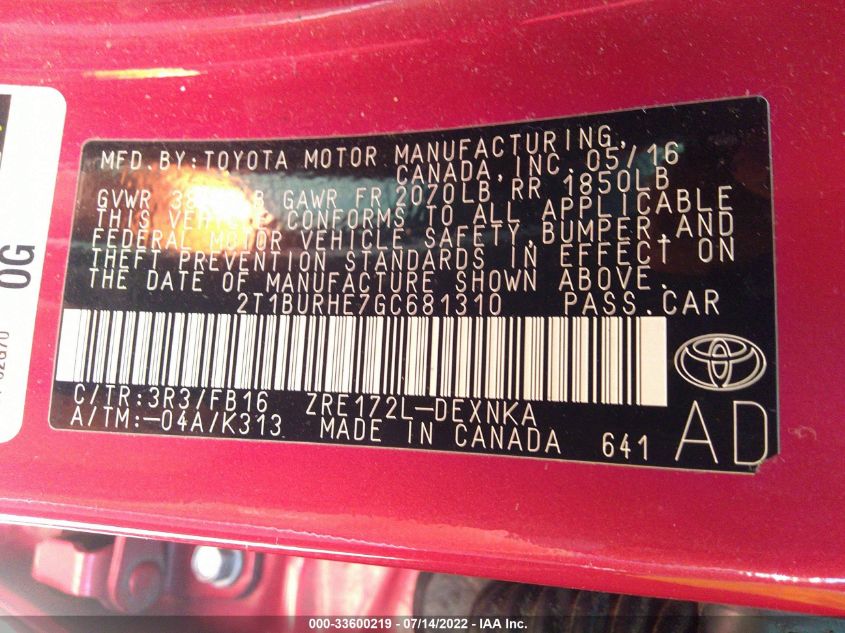 MFD.BY:TOYOTA MOTOR MANUFACTURING,
CANADA, INC. 05/16
GVWR GAWR FR 2070LB, RR 1850LB
THIS VEHICLE CONFORMS TO ALL APPLICABLE
FEDERAL MOTOR VEHICLE SAFETY, BUMPER, AND
THEFT PREVENTION STANDARDS IN EFFECT ON
THE DATE OF MANUFACTURE SHOWN ABOVE.
2T1BURHE7GC681310 PASS.CAR
C/TR:3R3/FB16 ZRE172L-DEXNKA
A/TM:-04A/K313 MADE IN CANADA 641
AD
0G
000-33600219 - 07/14/2022 - IAA Inc.